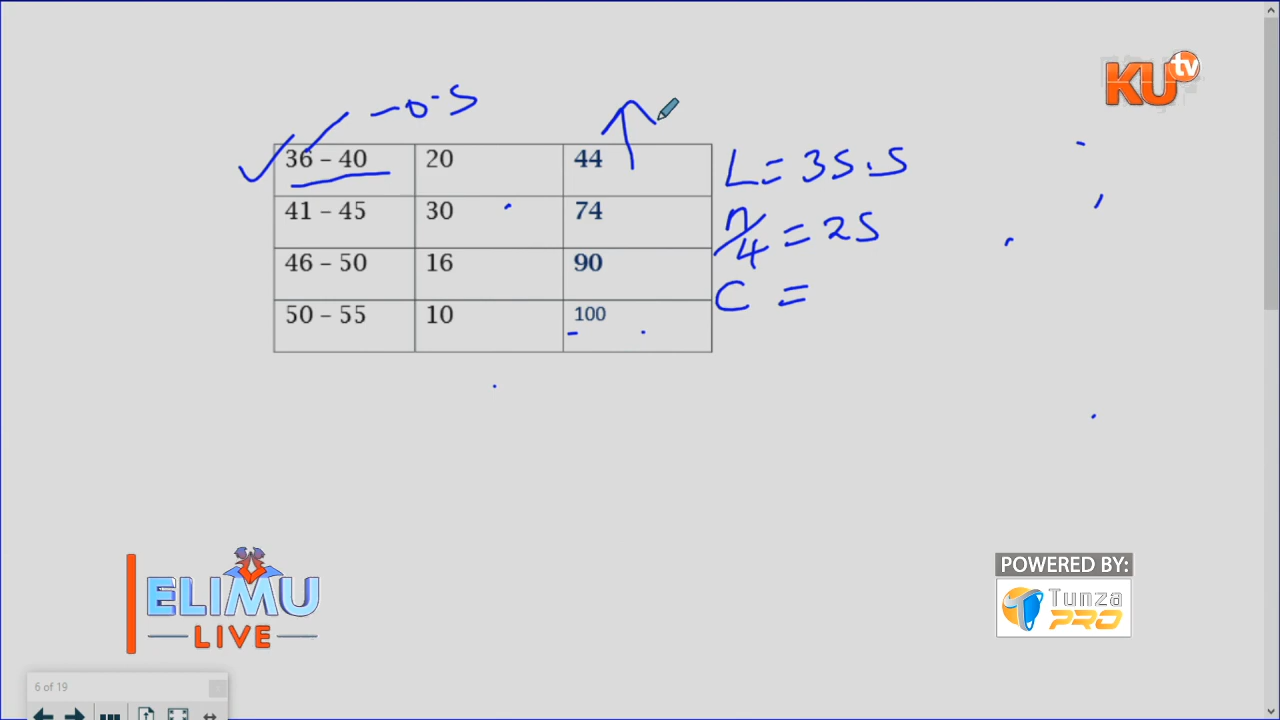 KU tv
-0.5
36 – 40 20 44
41 – 45 30 74
46 – 50 16 90
50 – 55 10 100
L = 35.5
n/4 = 25
C =
ELIMU
LIVE
POWERED BY:
Tunza
PRO
6 of 19